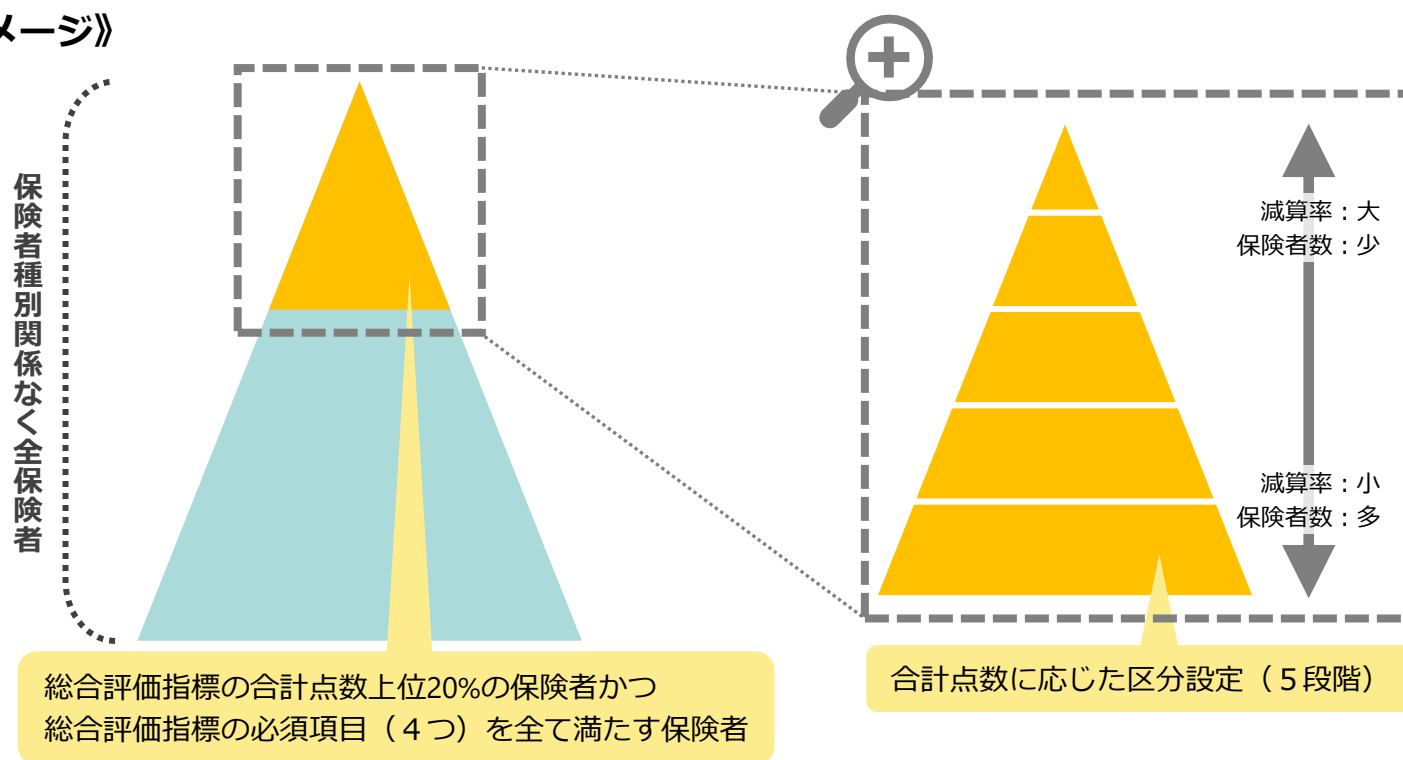 メージ》
保険者種別関係なく全保険者
減算率：大
保険者数：少
減算率：小
保険者数：多
総合評価指標の合計点数上位20%の保険者かつ
総合評価指標の必須項目（４つ）を全て満たす保険者
合計点数に応じた区分設定（５段階）